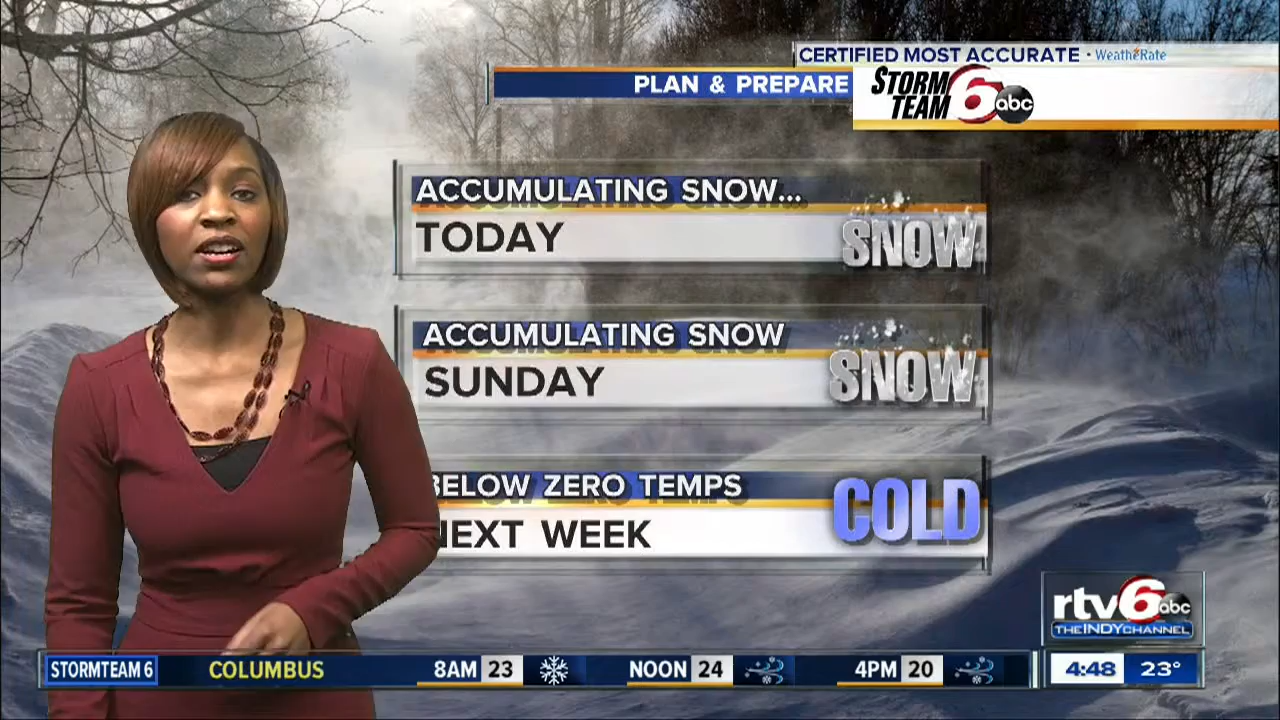 CERTIFIED MOST ACCURATE • WeatheRate
PLAN & PREPARE
STORM TEAM 6 abc
ACCUMULATING SNOW...
TODAY
SNOW
ACCUMULATING SNOW
SUNDAY
SNOW
BELOW ZERO TEMPS
NEXT WEEK
COLD
rtv6 abc
THE INDY CHANNEL
STORMTEAM 6 COLUMBUS 8AM 23 NOON 24 4PM 20
4:48 23°